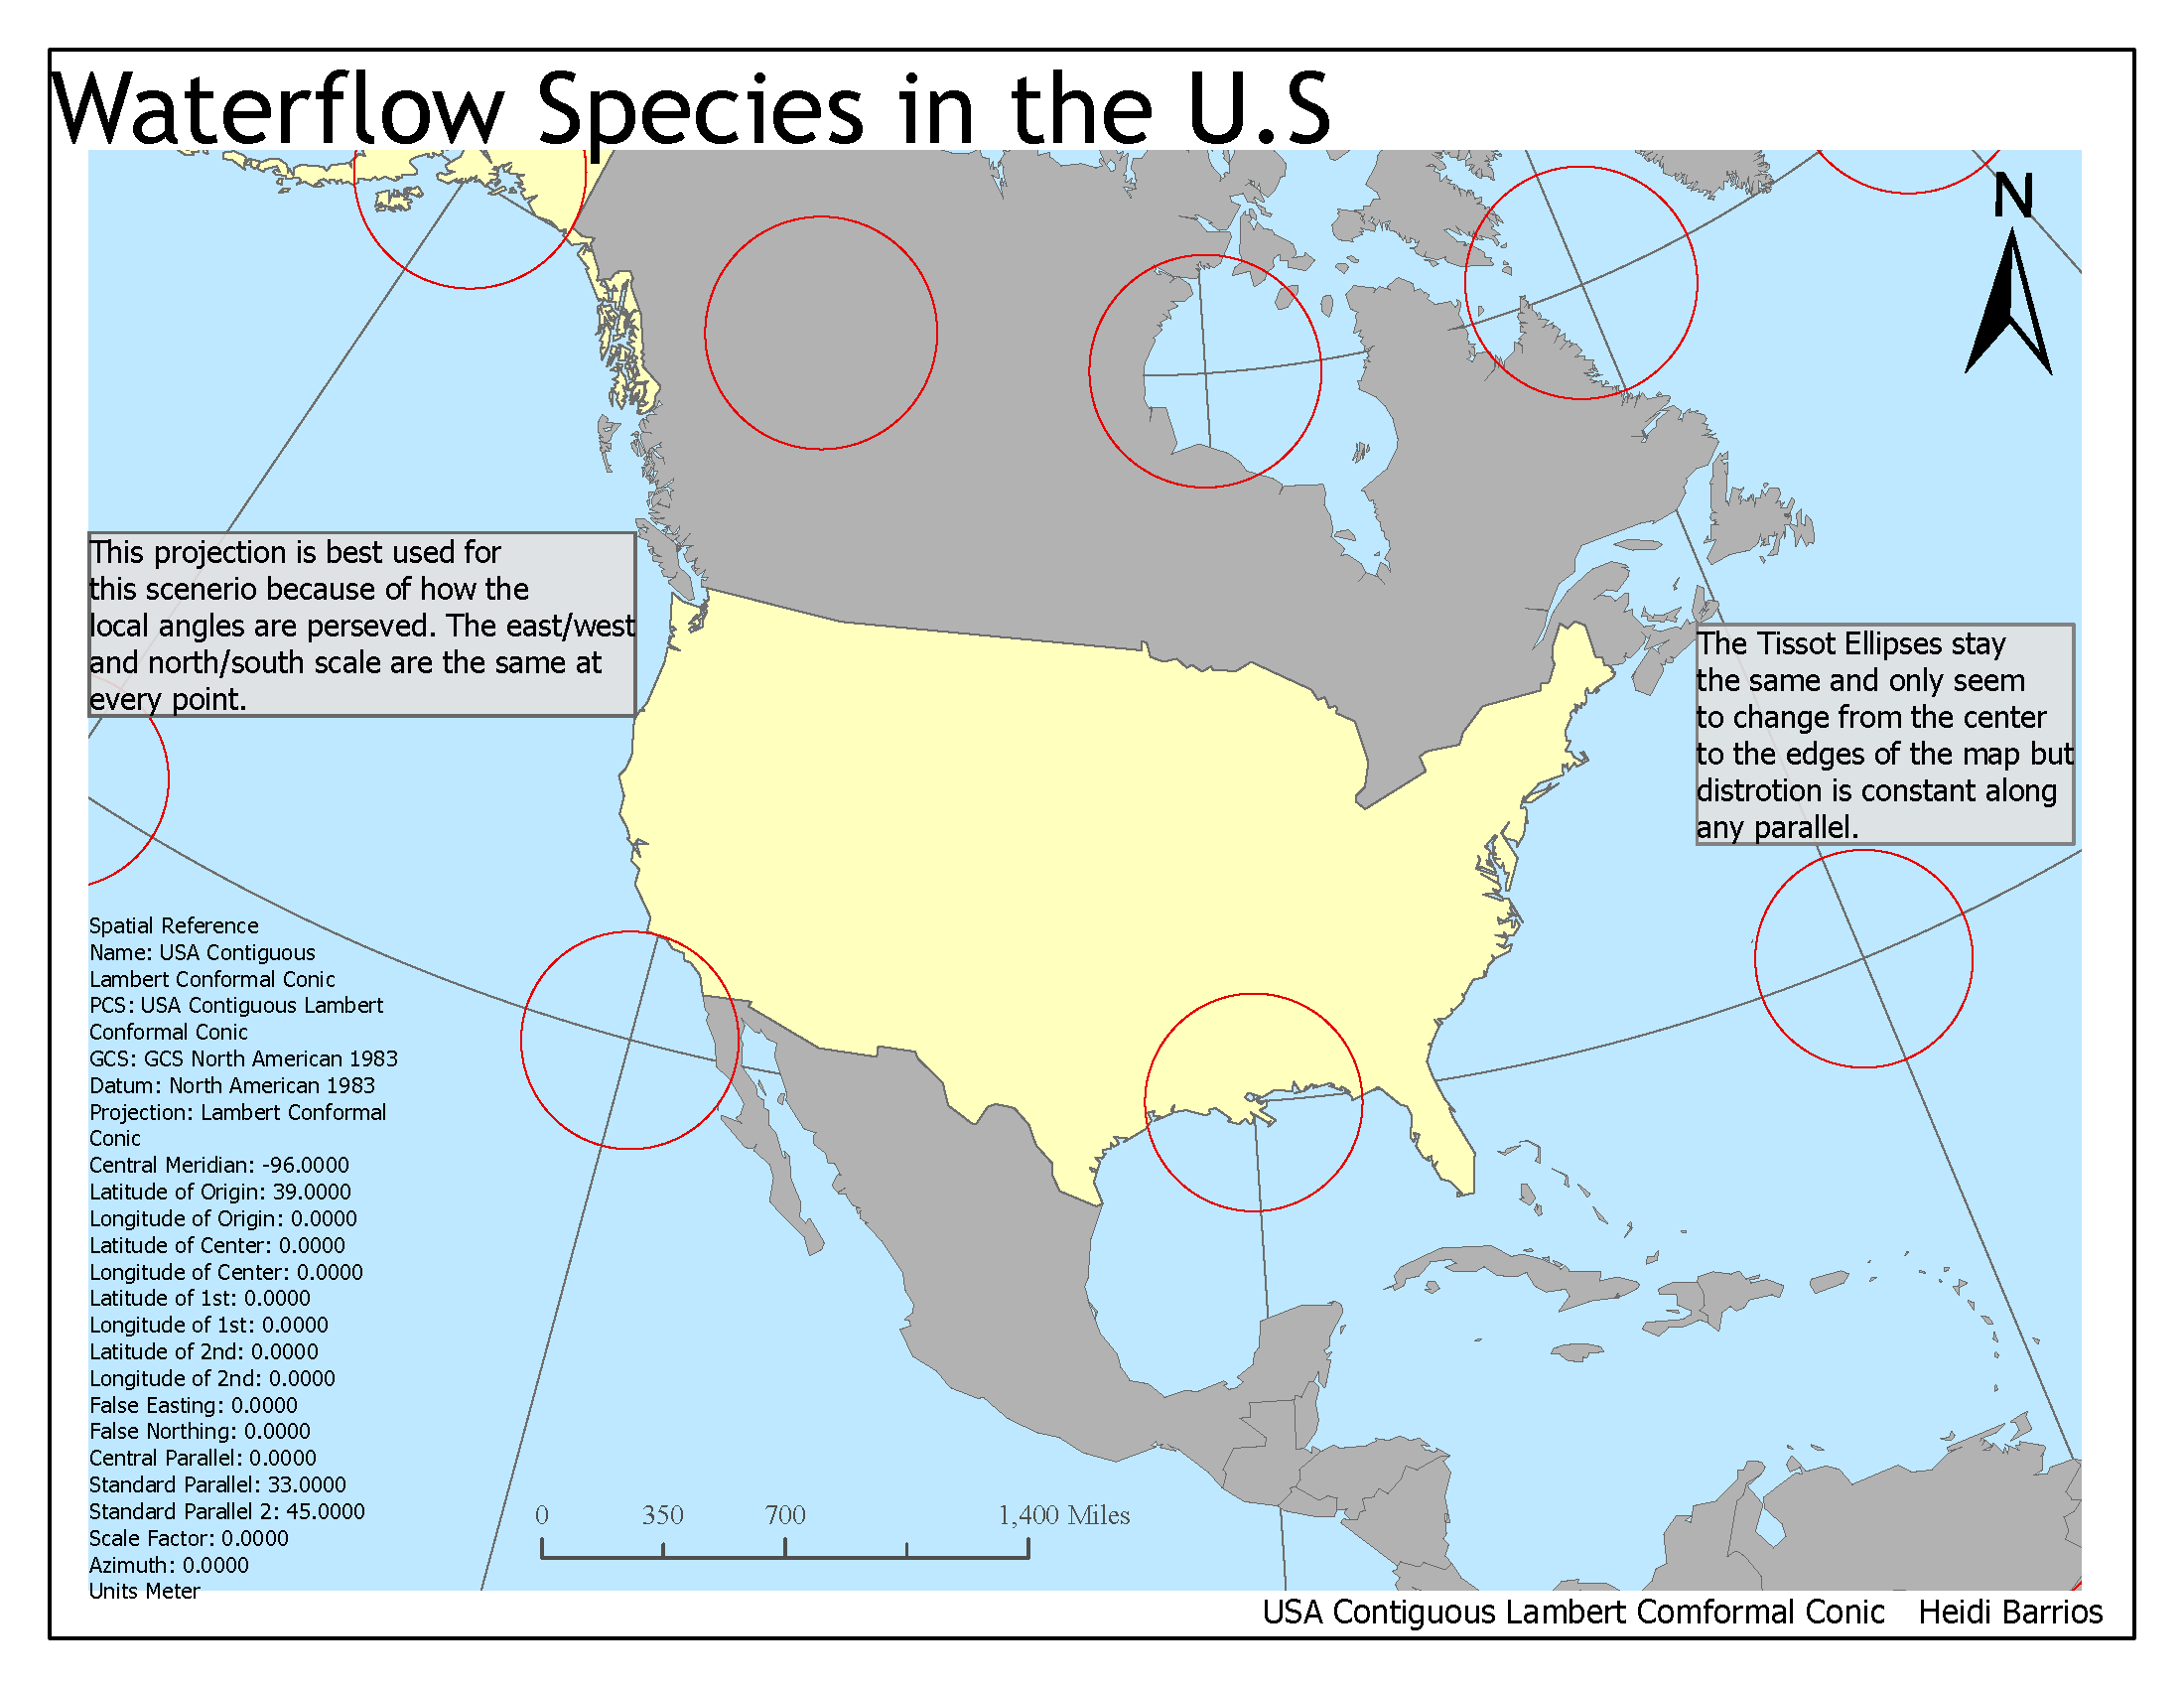 Waterflow Species in the U.S
N
This projection is best used for
this scenerio because of how the
local angles are perseved. The east/west
and north/south scale are the same at
every point.
The Tissot Ellipses stay
the same and only seem
to change from the center
to the edges of the map but
distrotion is constant along
any parallel.
Spatial Reference
Name: USA Contiguous
Lambert Conformal Conic
PCS: USA Contiguous Lambert
Conformal Conic
GCS: GCS North American 1983
Datum: North American 1983
Projection: Lambert Conformal
Conic
Central Meridian: -96.0000
Latitude of Origin: 39.0000
Longitude of Origin: 0.0000
Latitude of Center: 0.0000
Longitude of Center: 0.0000
Latitude of 1st: 0.0000
Longitude of 1st: 0.0000
Latitude of 2nd: 0.0000
Longitude of 2nd: 0.0000
False Easting: 0.0000
False Northing: 0.0000
Central Parallel: 0.0000
Standard Parallel: 33.0000
Standard Parallel 2: 45.0000
Scale Factor: 0.0000
Azimuth: 0.0000
Units Meter
0 350 700 1,400 Miles
USA Contiguous Lambert Comformal Conic Heidi Barrios